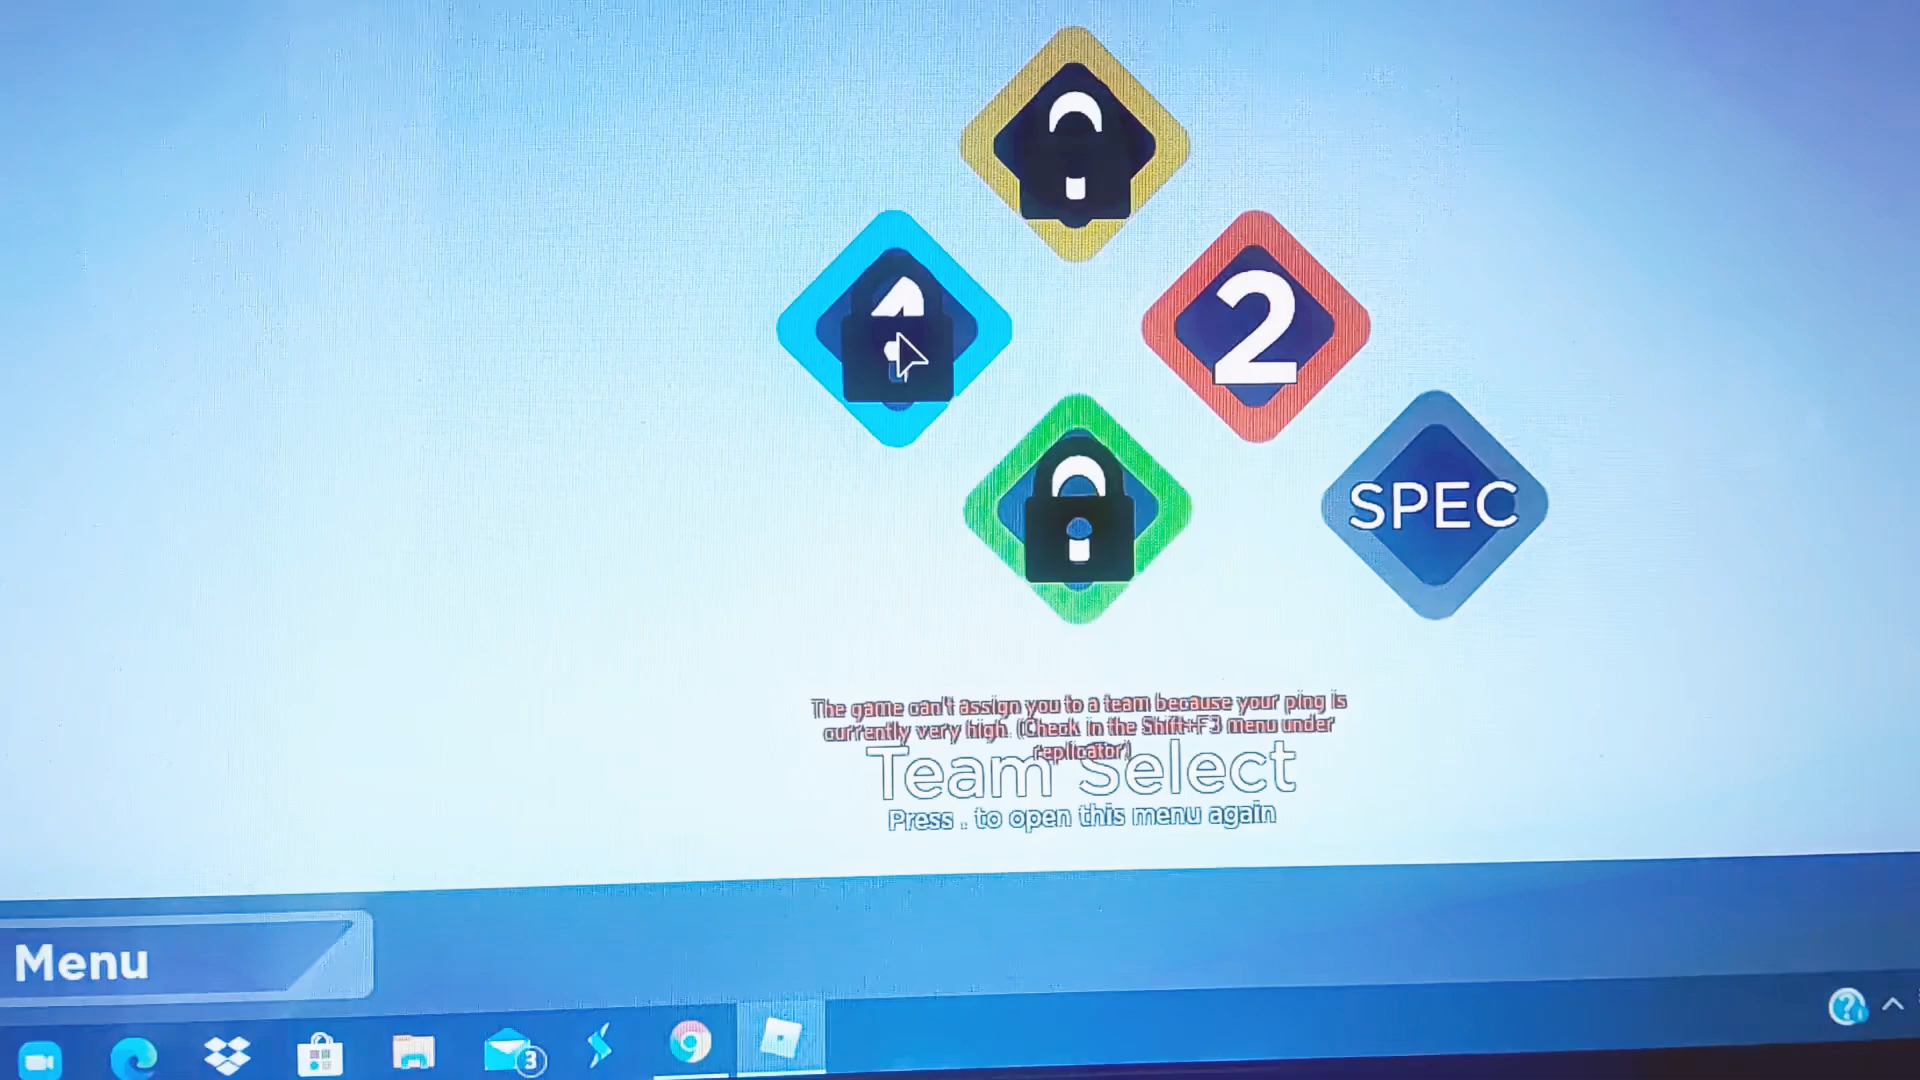 2
SPEC
The game can't assign you to a team because your ping is
currently very high. (Check in the Shift+F3 menu under
replicator)
Team Select
Press . to open this menu again
Menu
3